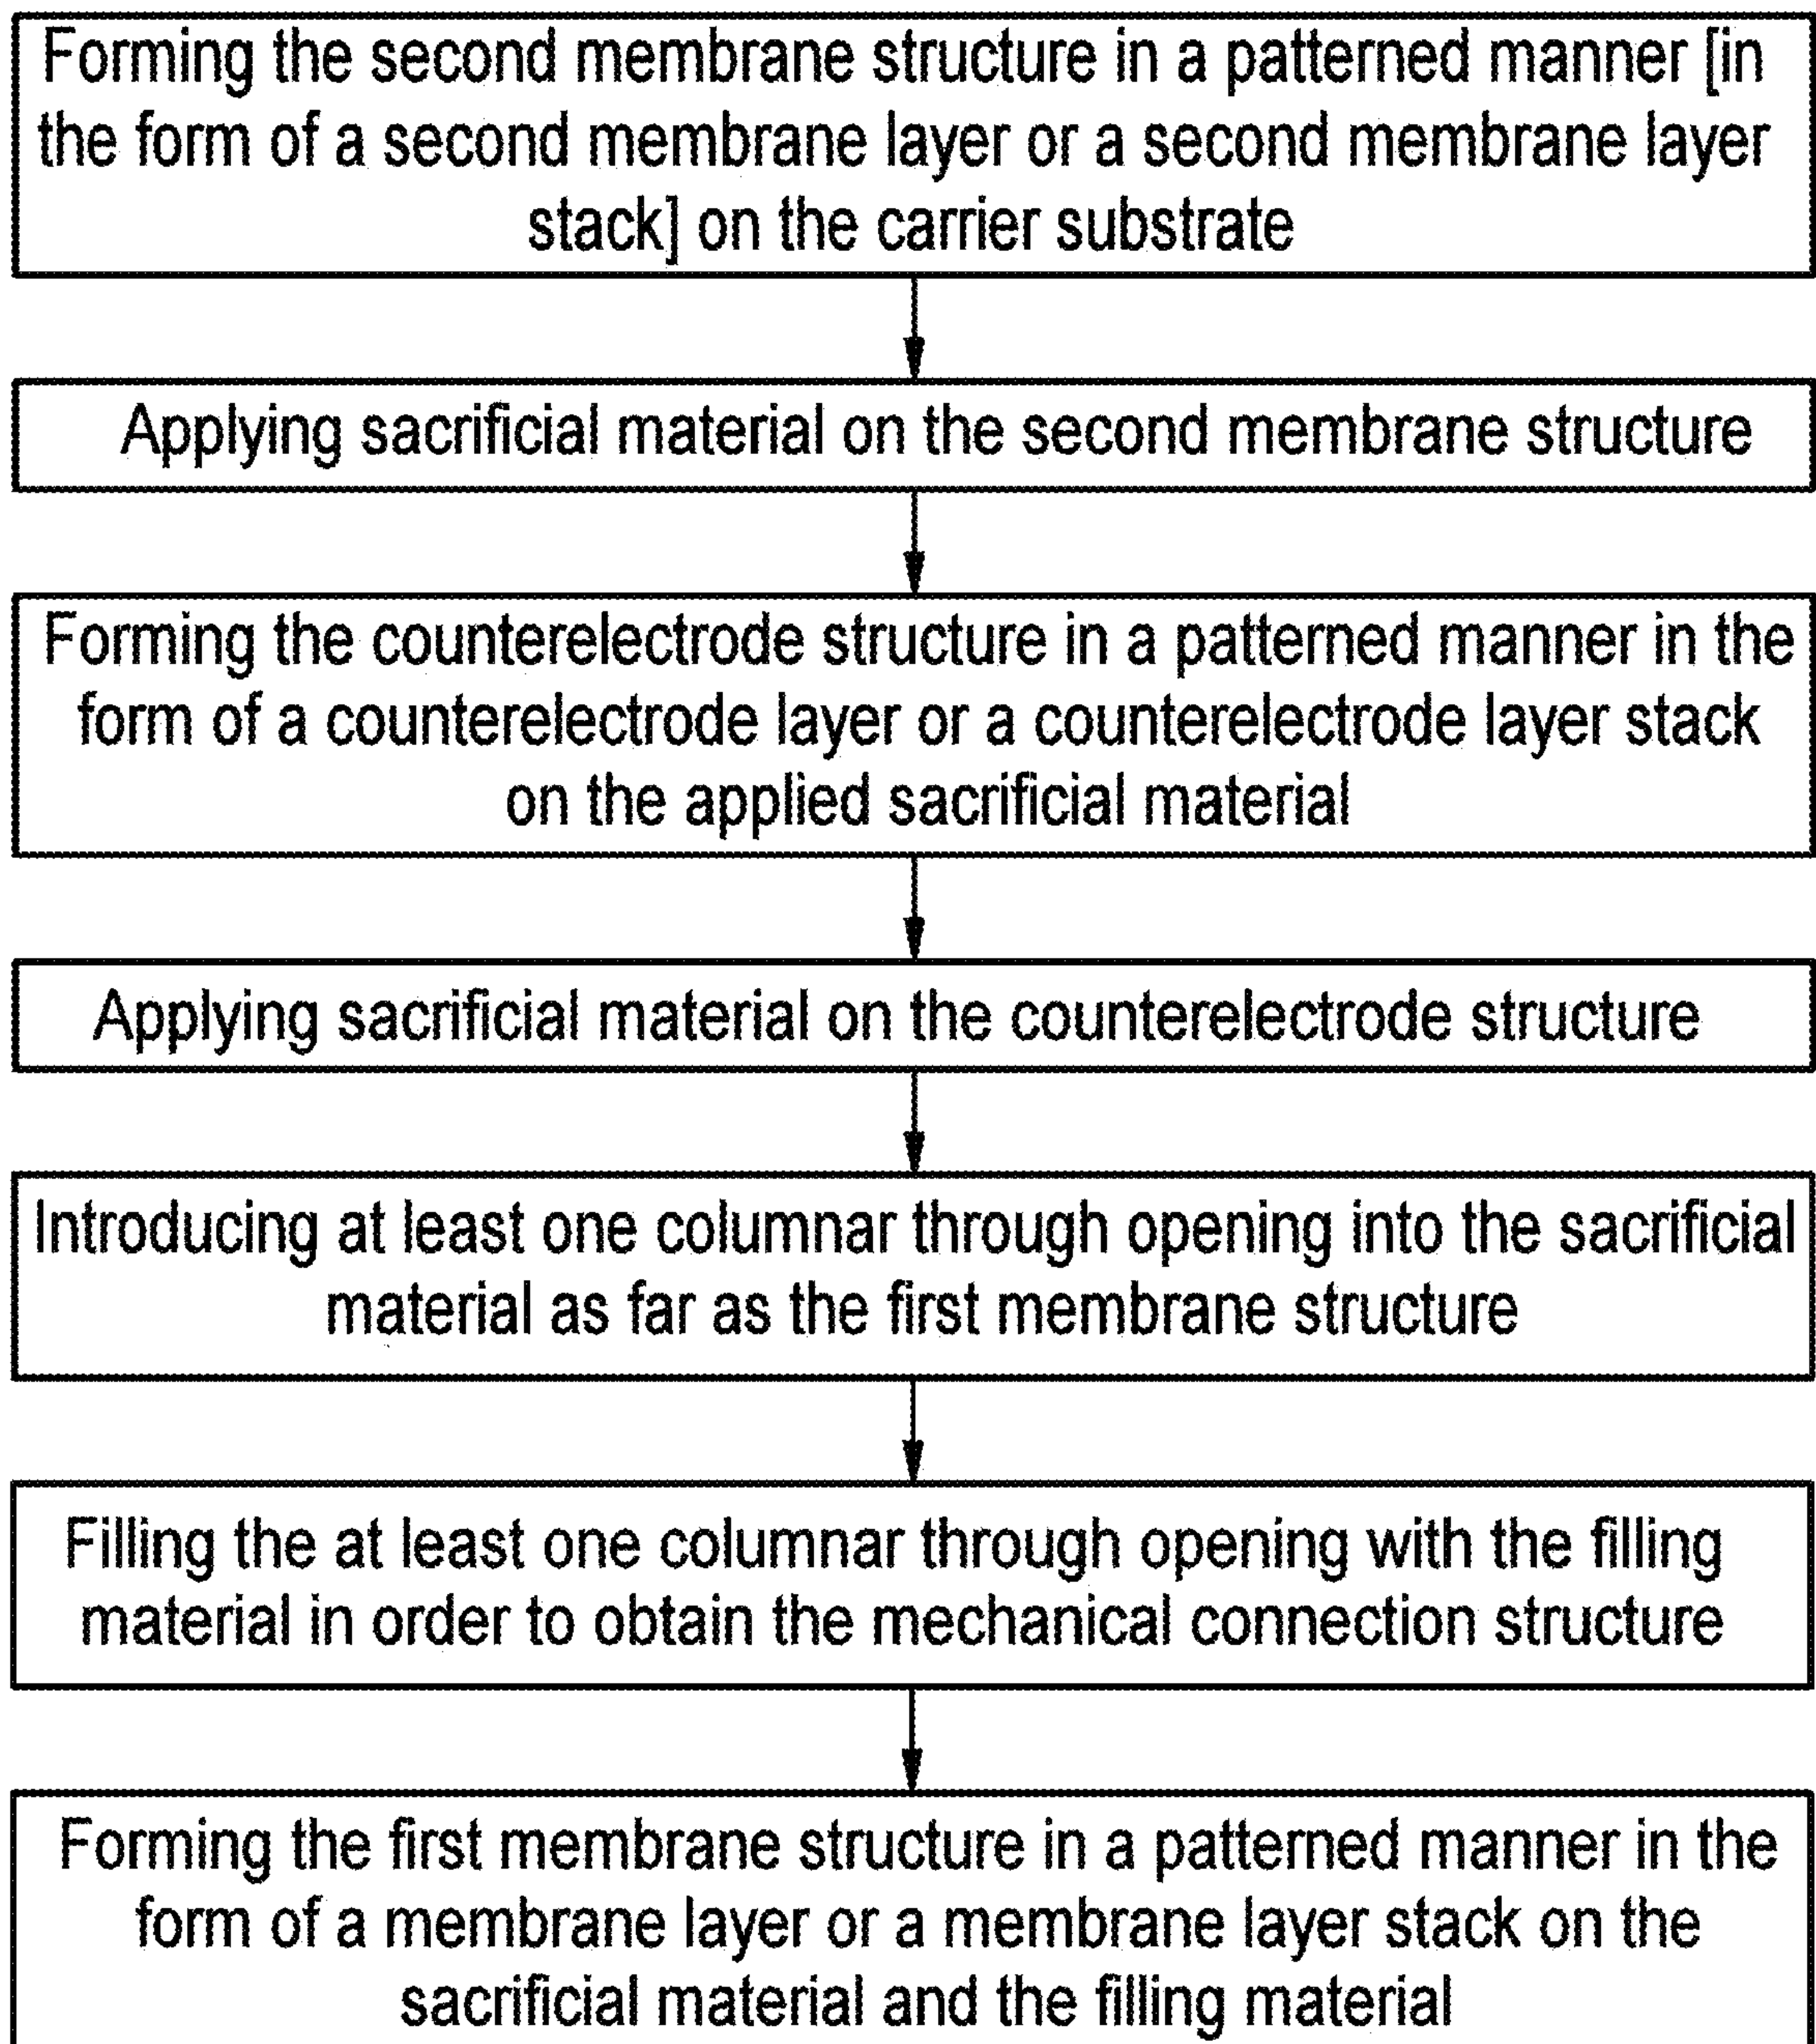 Forming the second membrane structure in a patterned manner [in
the form of a second membrane layer or a second membrane layer
stack] on the carrier substrate
Applying sacrificial material on the second membrane structure
Forming the counterelectrode structure in a patterned manner in the
form of a counterelectrode layer or a counterelectrode layer stack
on the applied sacrificial material
Applying sacrificial material on the counterelectrode structure
Introducing at least one columnar through opening into the sacrificial
material as far as the first membrane structure
Filling the at least one columnar through opening with the filling
material in order to obtain the mechanical connection structure
Forming the first membrane structure in a patterned manner in the
form of a membrane layer or a membrane layer stack on the
sacrificial material and the filling material